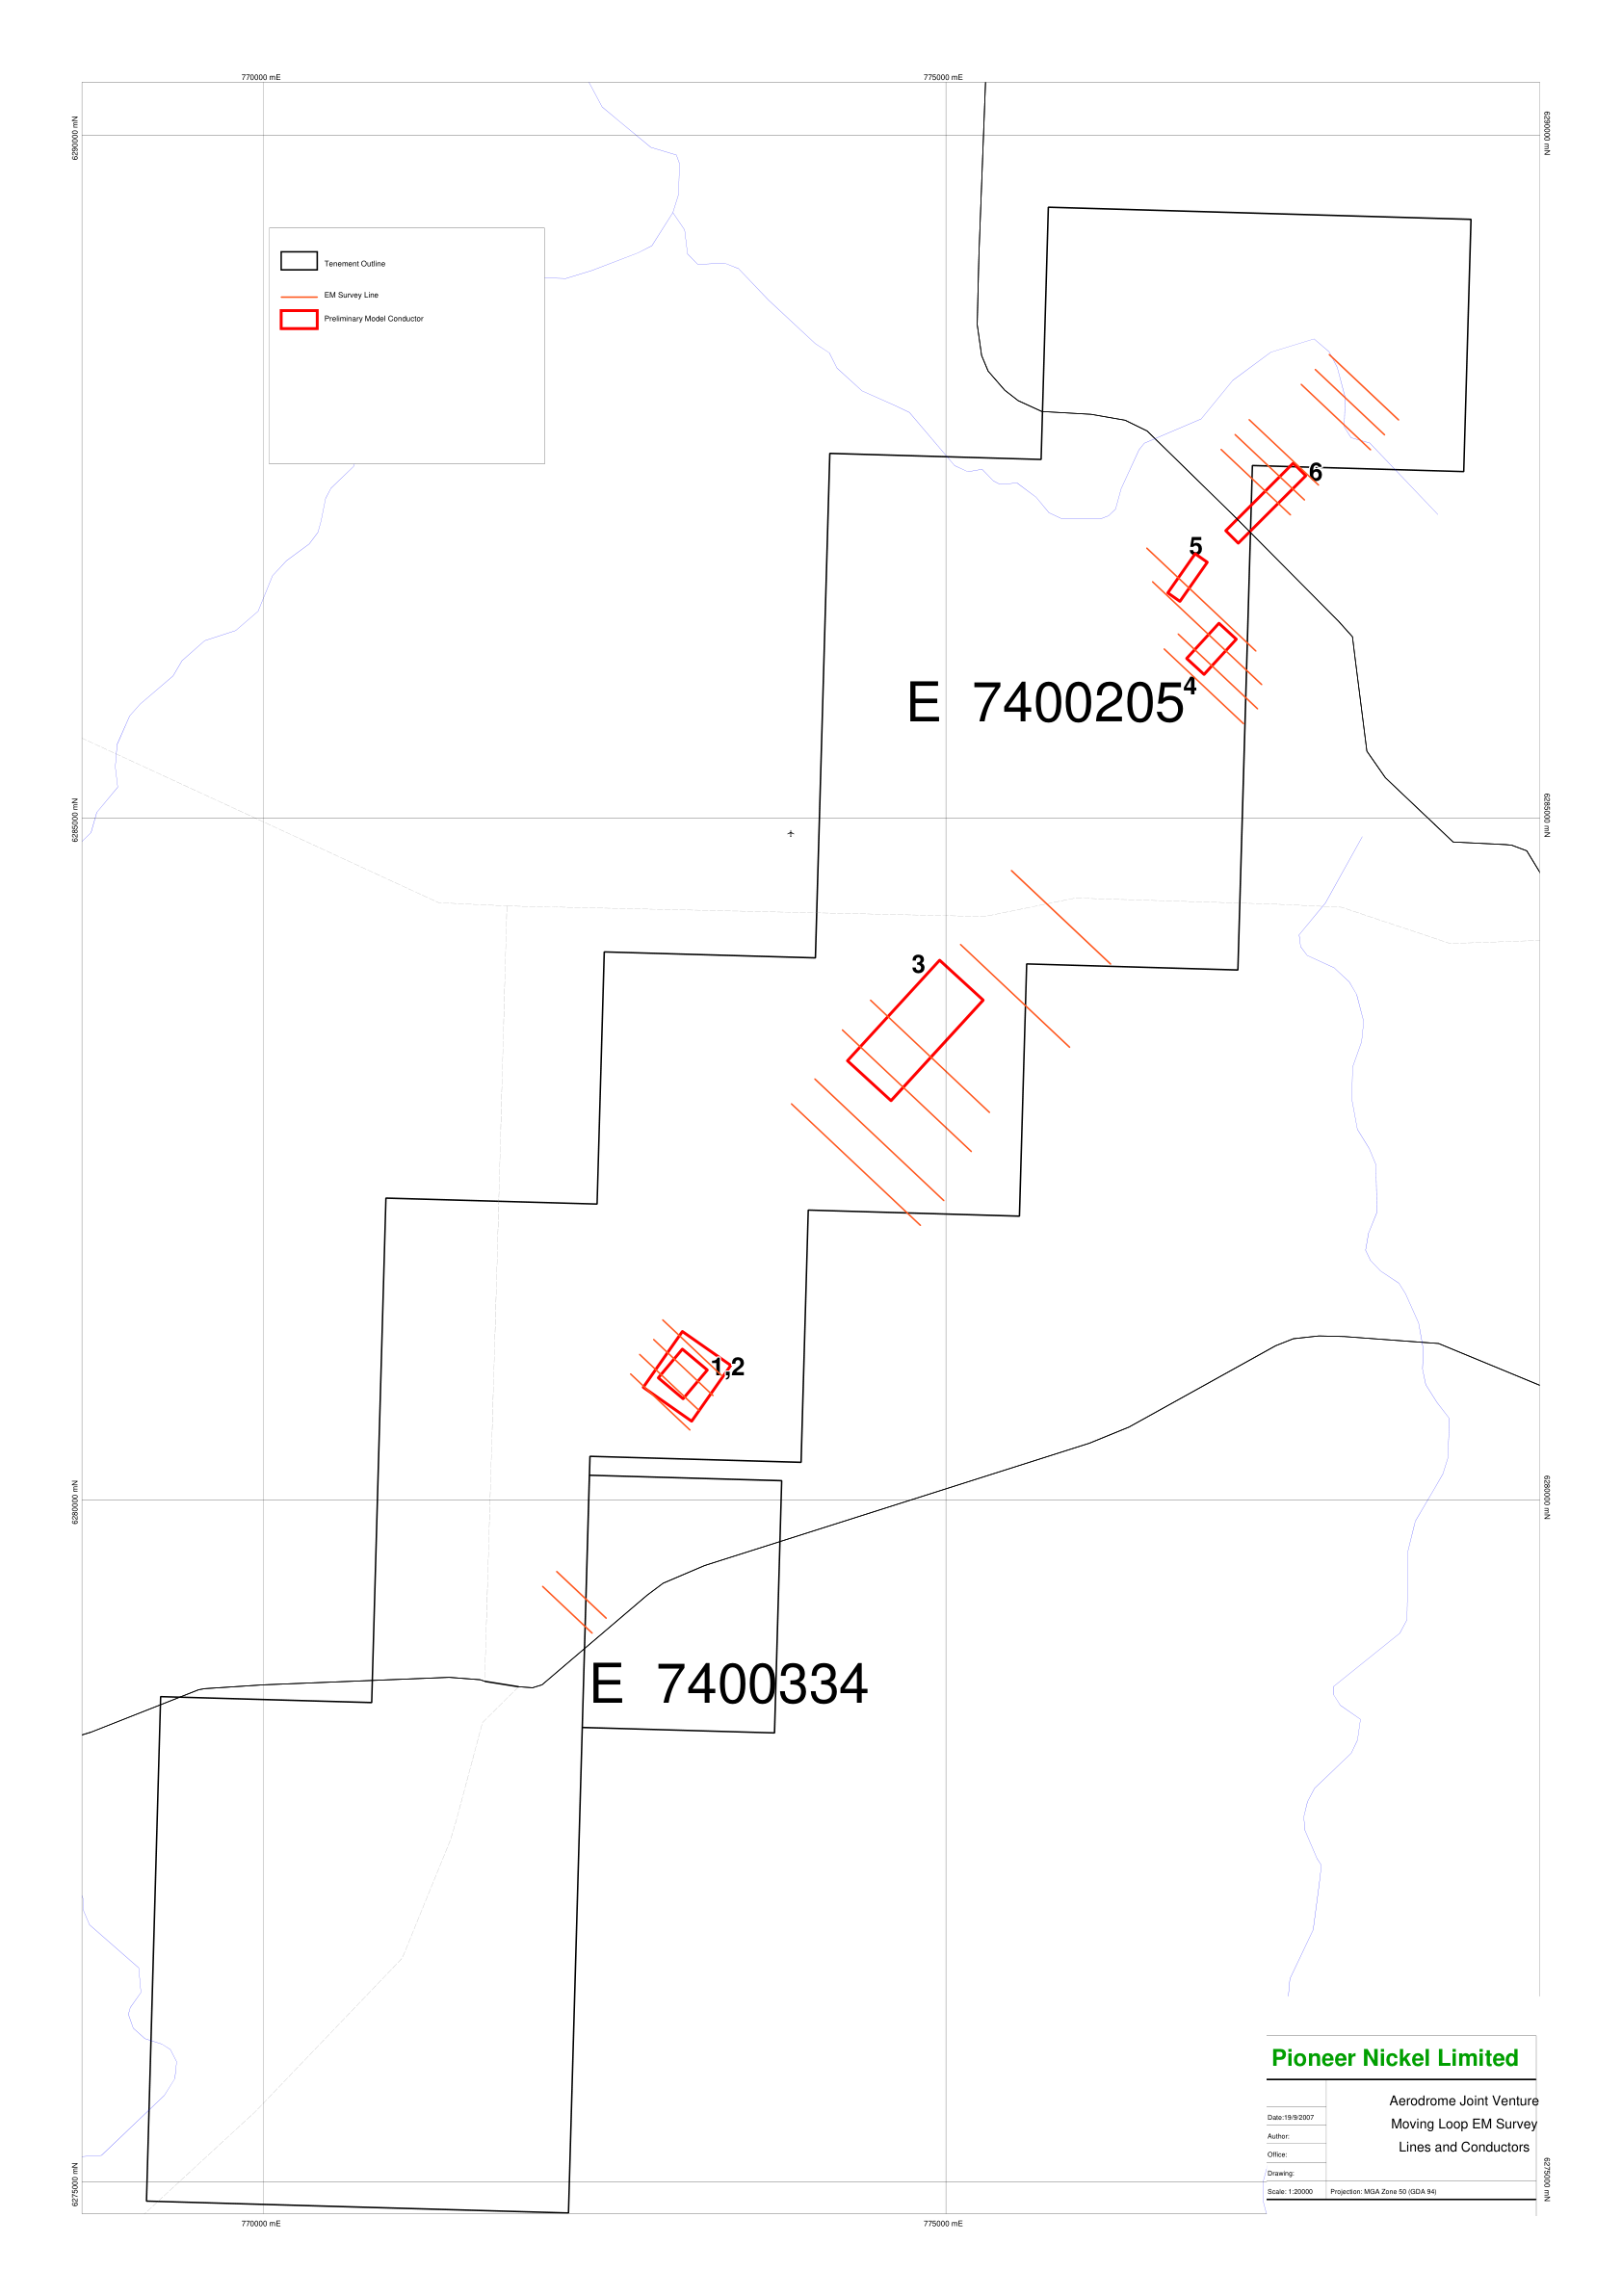 770000 mE
775000 mE
6290000 mN
6290000 mN
Tenement Outline
EM Survey Line
Preliminary Model Conductor
6
5
4
E 7400205
6285000 mN
6285000 mN
3
1,2
6280000 mN
6280000 mN
E 7400334
Pioneer Nickel Limited
Aerodrome Joint Venture
Moving Loop EM Survey
Lines and Conductors
Date:19/9/2007
Author:
Office:
Drawing:
Scale: 1:20000
Projection: MGA Zone 50 (GDA 94)
6275000 mN
6275000 mN
770000 mE
775000 mE